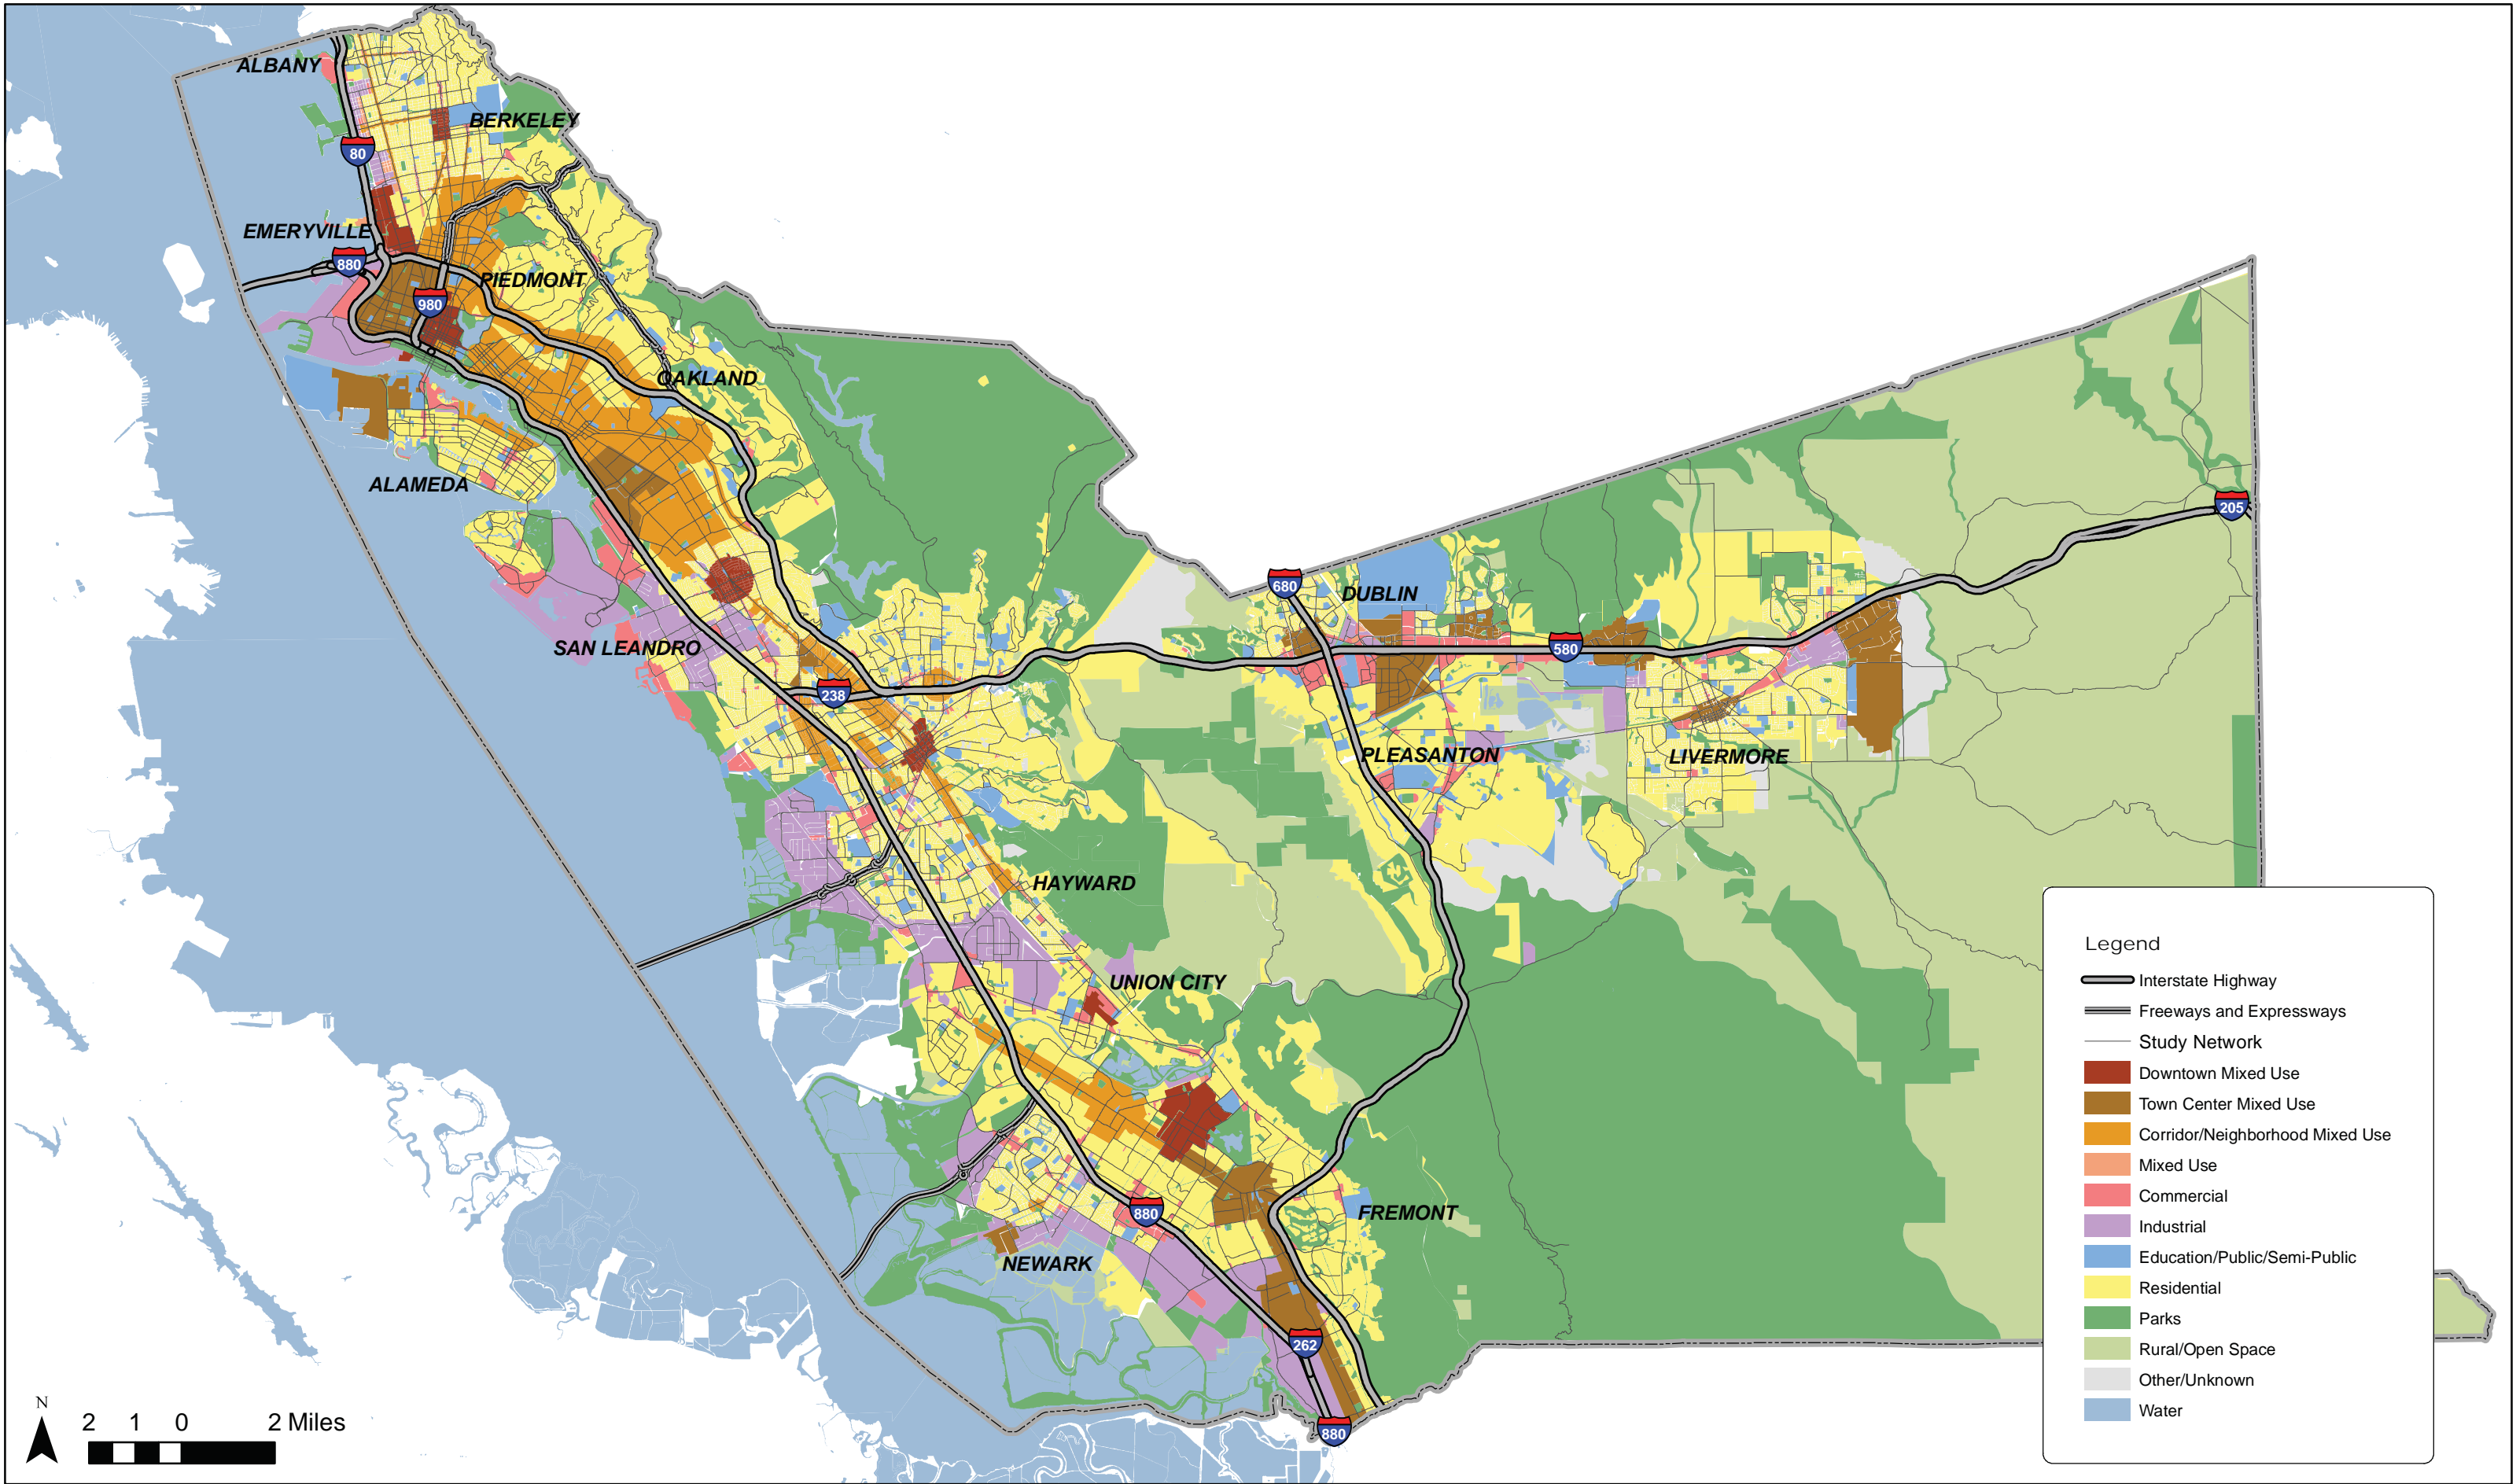 ALBANY
BERKELEY
80
EMERYVILLE
880
PIEDMONT
980
OAKLAND
ALAMEDA
205
680
DUBLIN
SAN LEANDRO
580
238
PLEASANTON
LIVERMORE
HAYWARD
UNION CITY
880
FREMONT
NEWARK
262
880
N
2 1 0 2 Miles
Legend
Interstate Highway
Freeways and Expressways
Study Network
Downtown Mixed Use
Town Center Mixed Use
Corridor/Neighborhood Mixed Use
Mixed Use
Commercial
Industrial
Education/Public/Semi-Public
Residential
Parks
Rural/Open Space
Other/Unknown
Water